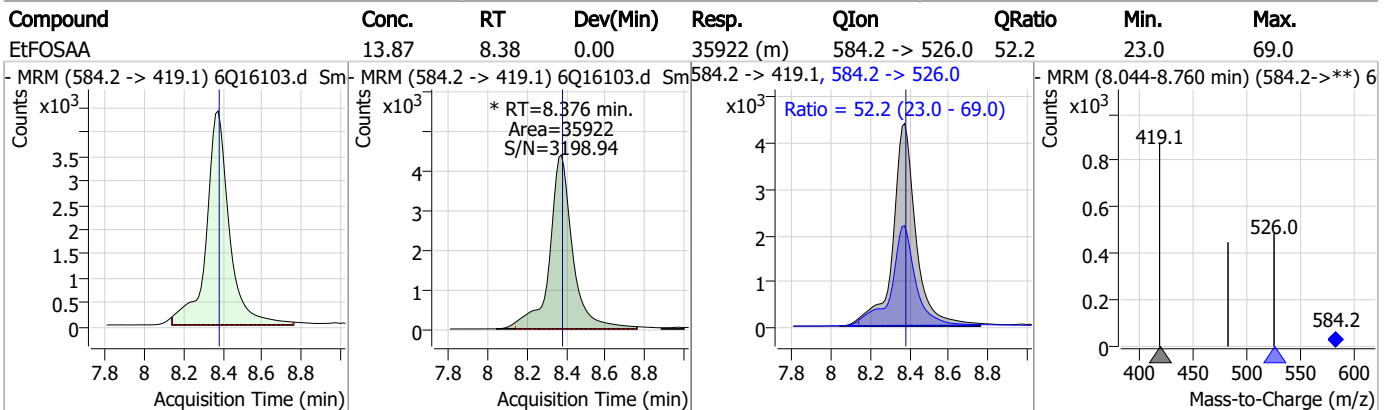 Compound Conc. RT Dev(Min) Resp. QIon QRatio Min. Max.
EtFOSAA 13.87 8.38 0.00 35922 (m) 584.2 -> 526.0 52.2 23.0 69.0
- MRM (584.2 -> 419.1) 6Q16103.d Sm
Counts
x10³
3.5
3
2.5
2
1.5
1
0.5
0
7.8 8 8.2 8.4 8.6 8.8
Acquisition Time (min)
- MRM (584.2 -> 419.1) 6Q16103.d Sm
Counts
x10³
* RT=8.376 min.
Area=35922
S/N=3198.94
4
3
2
1
0
7.8 8 8.2 8.4 8.6 8.8
Acquisition Time (min)
584.2 -> 419.1, 584.2 -> 526.0
Counts
x10³
Ratio = 52.2 (23.0 - 69.0)
4
3
2
1
0
7.8 8 8.2 8.4 8.6 8.8
Acquisition Time (min)
- MRM (8.044-8.760 min) (584.2->**) 6
Counts
x10³
419.1
0.8
0.6
526.0
0.4
0.2
584.2
0
400 450 500 550 600
Mass-to-Charge (m/z)